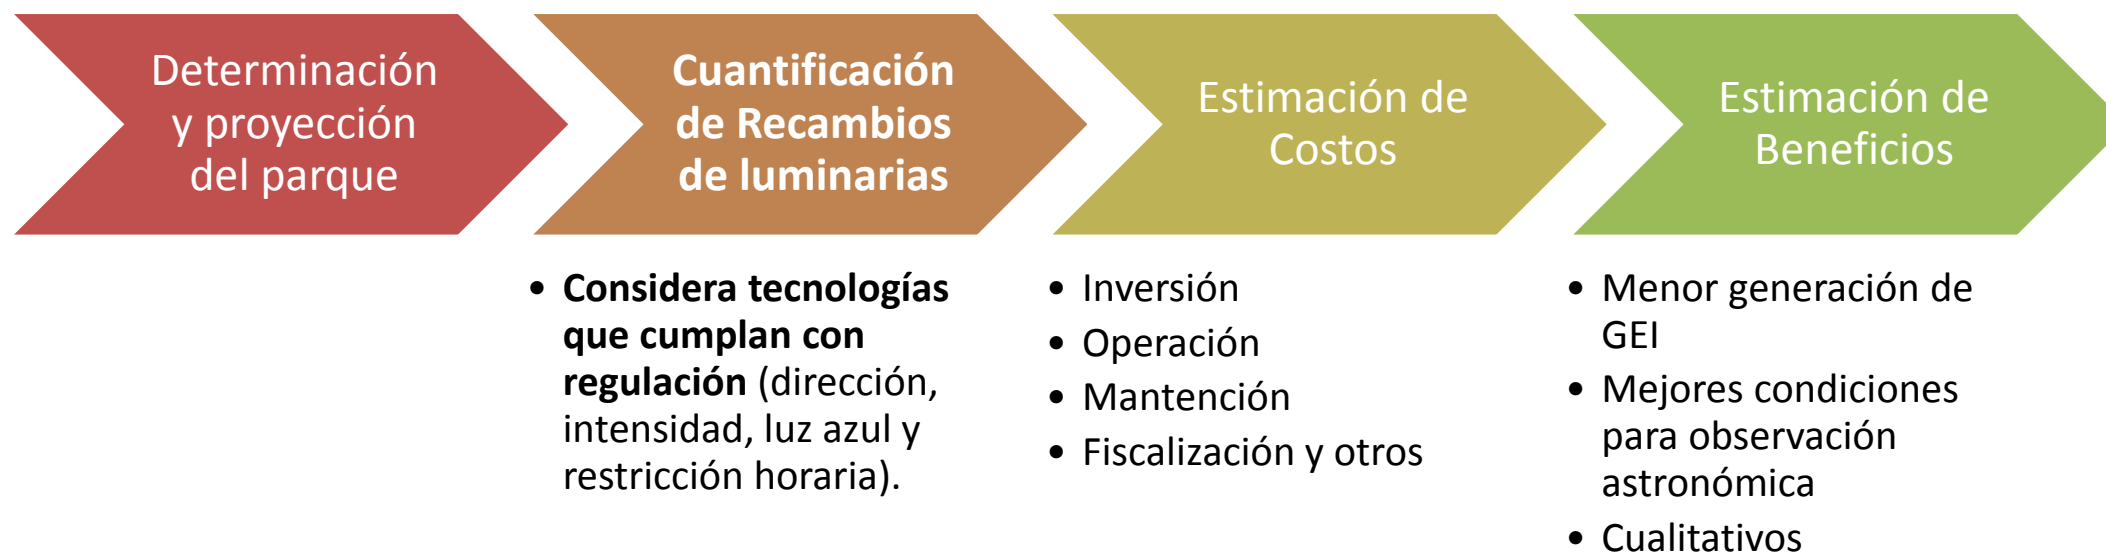 Determinación
y proyección
del parque
Cuantificación
de Recambios
de luminarias
Estimación de
Costos
Estimación de
Beneficios
• Considera tecnologías
que cumplan con
regulación (dirección,
intensidad, luz azul y
restricción horaria).
• Inversión
• Operación
• Mantención
• Fiscalización y otros
• Menor generación de
GEI
• Mejores condiciones
para observación
astronómica
• Cualitativos